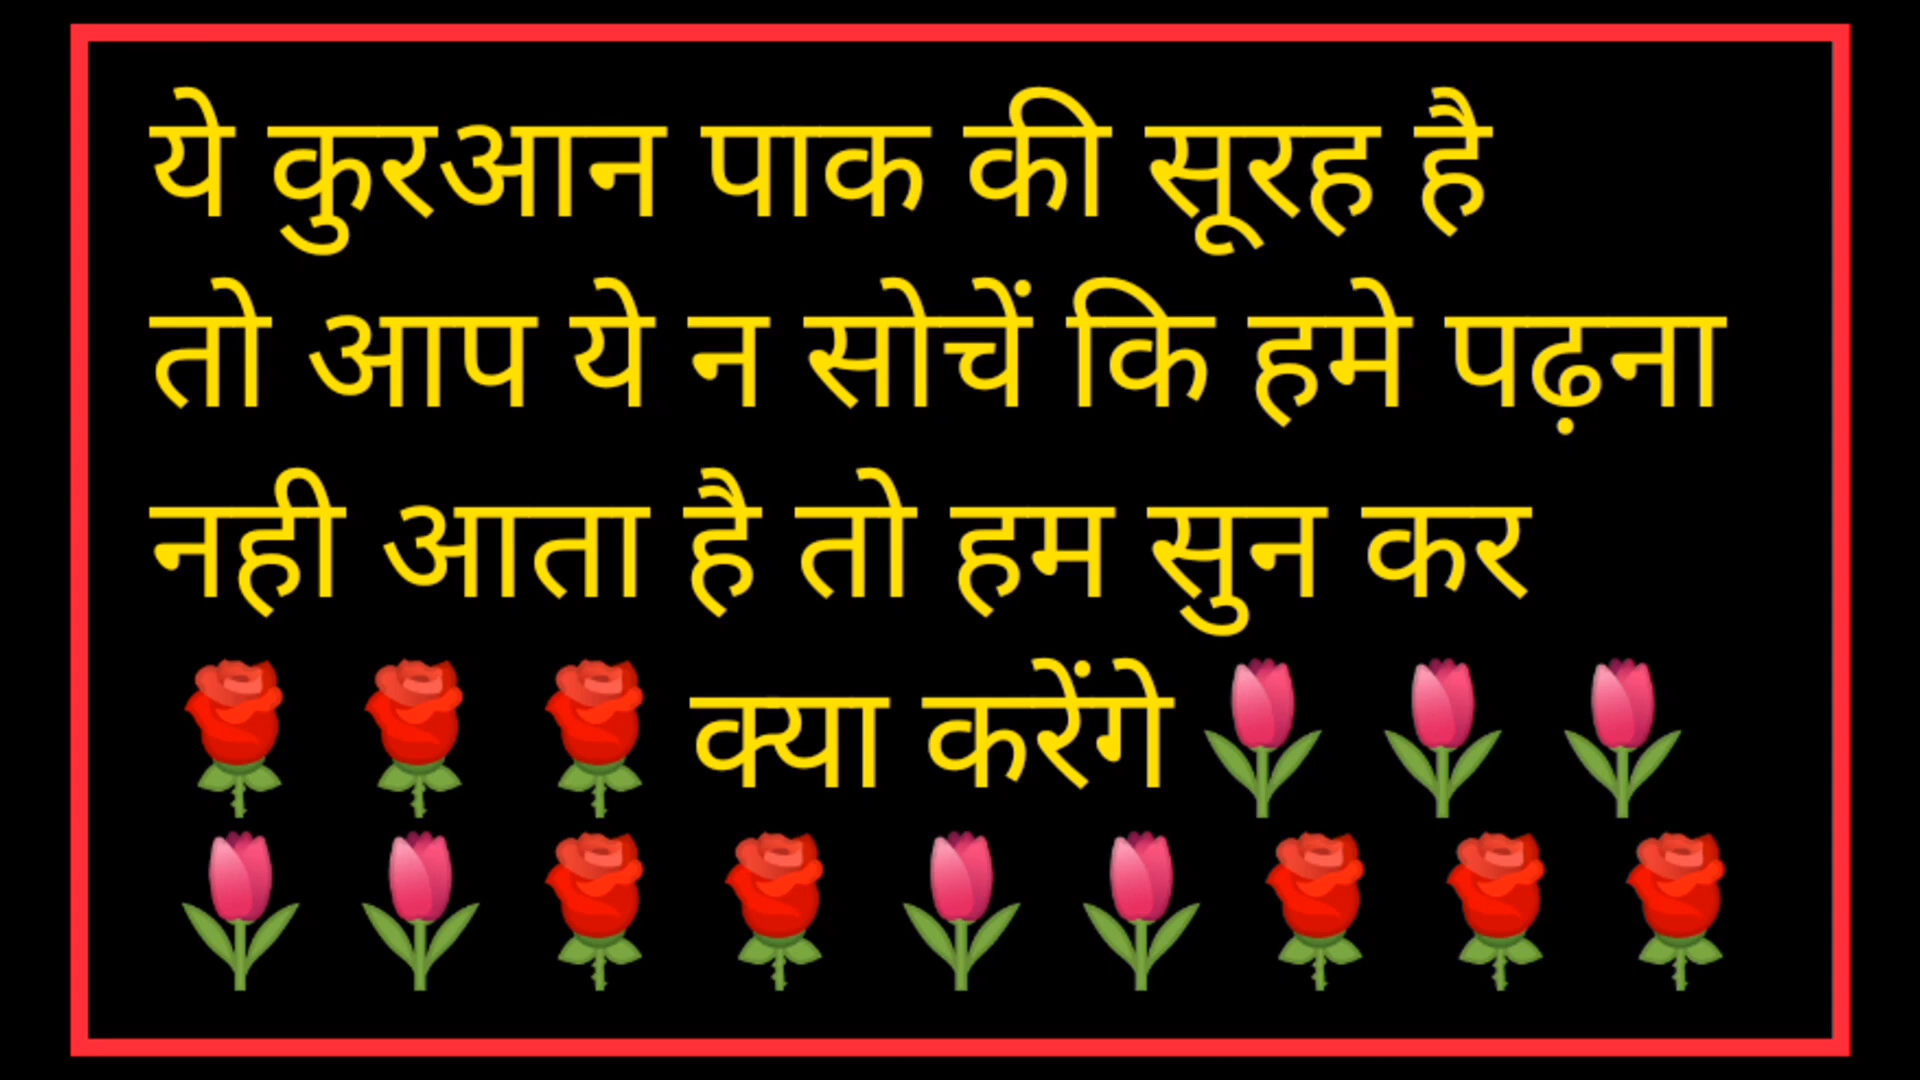 ये कुरआन पाक की सूरह है
तो आप ये न सोचें कि हमे पढ़ना
नही आता है तो हम सुन कर
🌹🌹🌹 क्या करेंगे 🌷🌷🌷
🌷🌷🌹🌹🌷🌷🌹🌹🌹